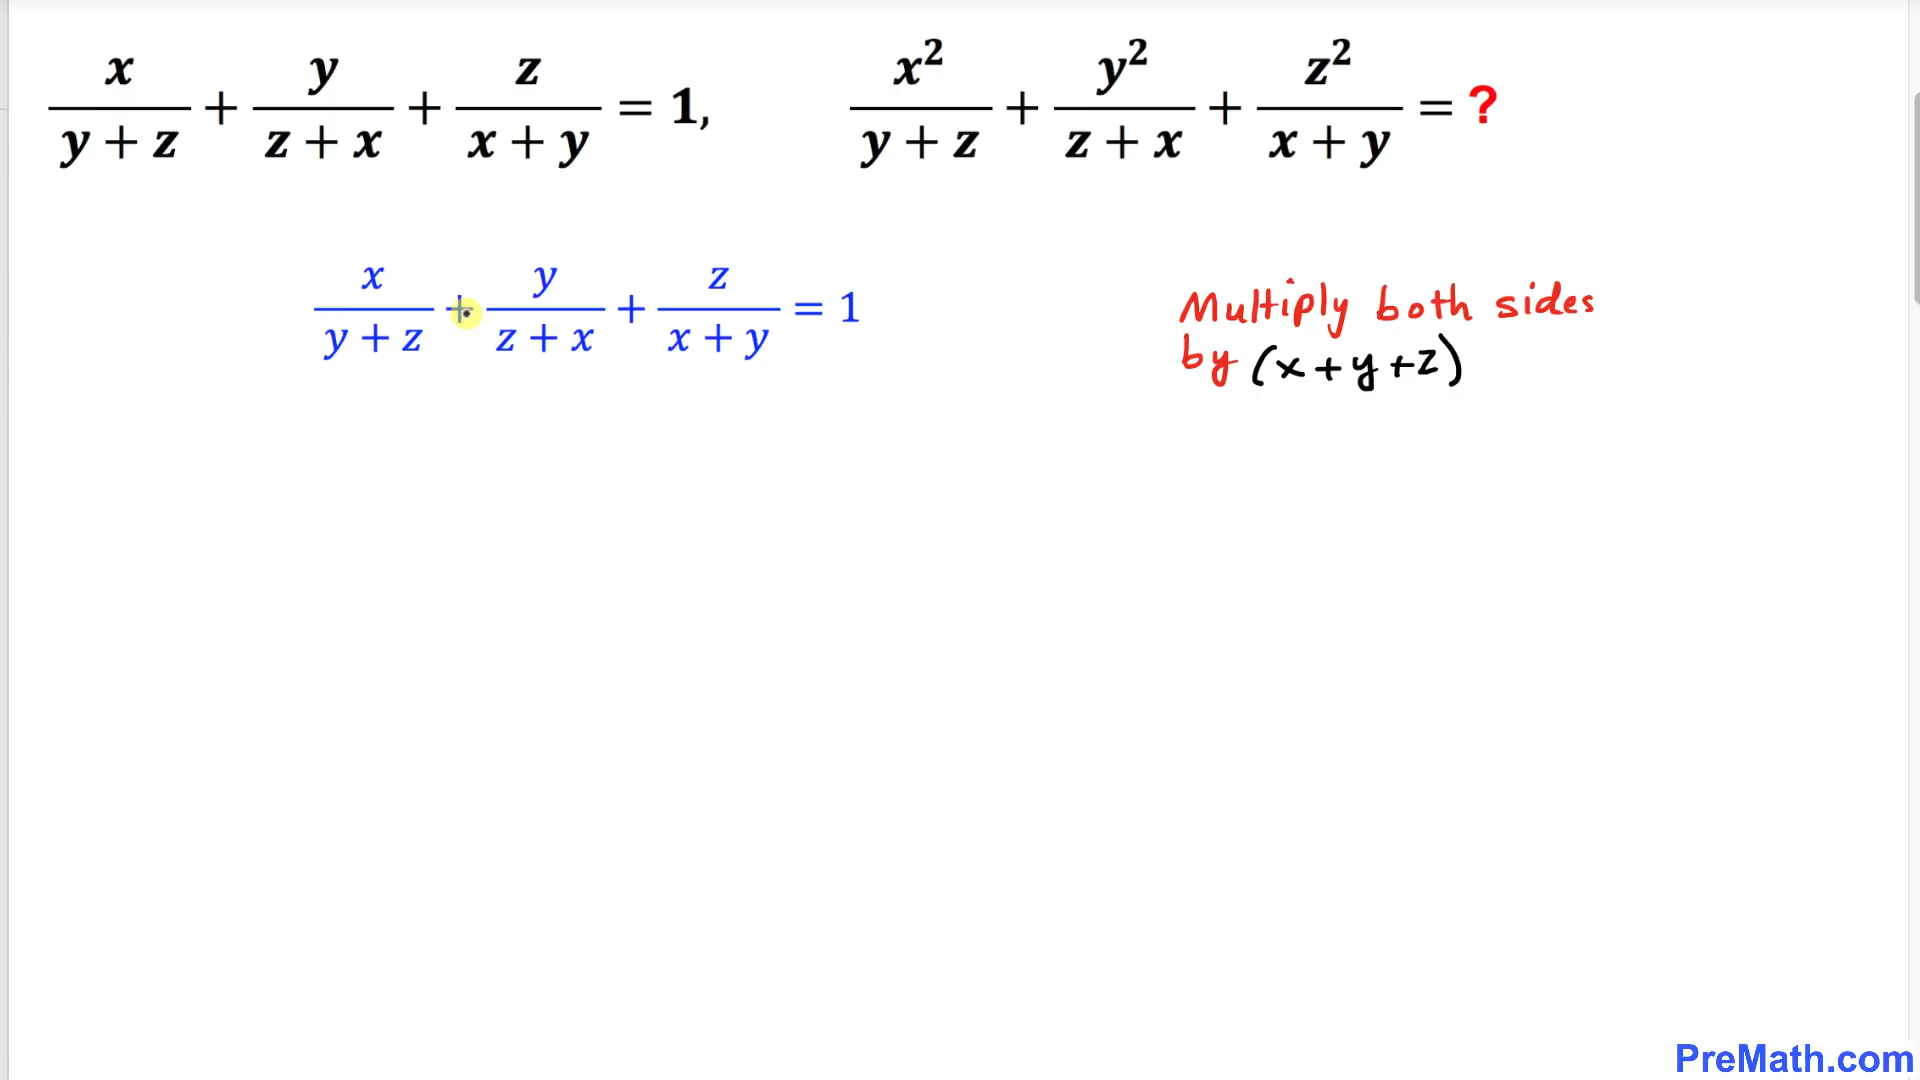 x/(y + z) + y/(z + x) + z/(x + y) = 1, x²/(y + z) + y²/(z + x) + z²/(x + y) = ?
x/(y + z) + y/(z + x) + z/(x + y) = 1
Multiply both sides
by (x + y + z)
PreMath.com